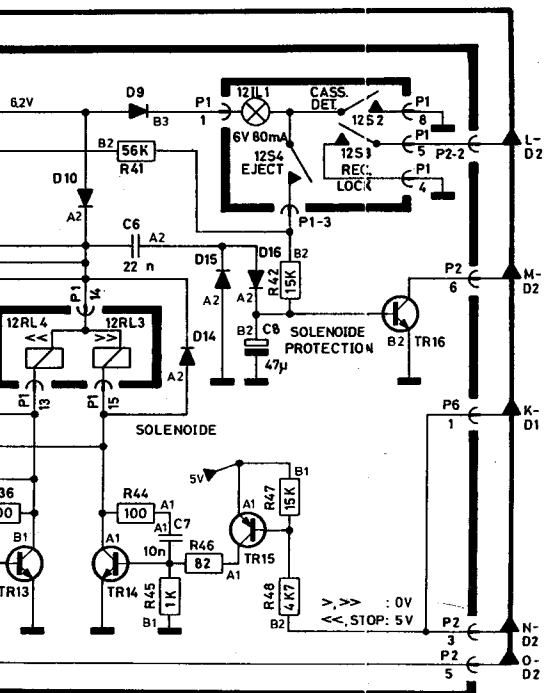 6,2V
D9
B3
P1
1
12IL1
6V 80mA
CASS.
DET.
12S2
P1
8
12S4
EJECT
12S3
REC.
LOCK
P1
5
P2-2
P1
4
L-
D2
B2
56K
R41
D10
A2
P1-3
C6
A2
22 n
D15
A2
D16
A2
B2
R42
15K
B2
C8
47µ
SOLENOIDE
PROTECTION
B2
TR16
P2
6
M-
D2
P1
14
12RL4
12RL3
<<
>>
P1
13
P1
15
D14
A2
SOLENOIDE
P6
1
K-
D1
36
00
B1
TR13
R44
100
A1
A1
C7
10n
A1
TR14
R45
1K
B1
R46
82
A1
5V
A1
TR15
B1
R47
15K
R48
4K7
B2
>,>> : 0V
<<,STOP: 5V
P2
3
N-
D2
P2
5
O-
D2